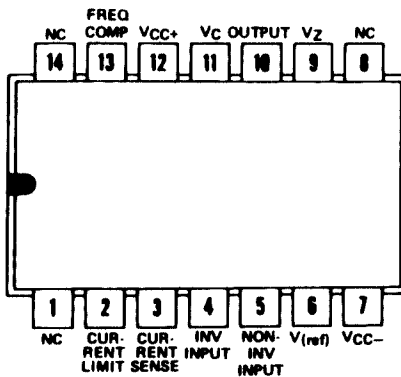 FREQ
NC COMP VCC+ VC OUTPUT VZ NC
14 13 12 11 10 9 8
1 2 3 4 5 6 7
NC CUR- CUR- INV NON- V(ref) VCC–
RENT RENT INPUT INV
LIMIT SENSE INPUT